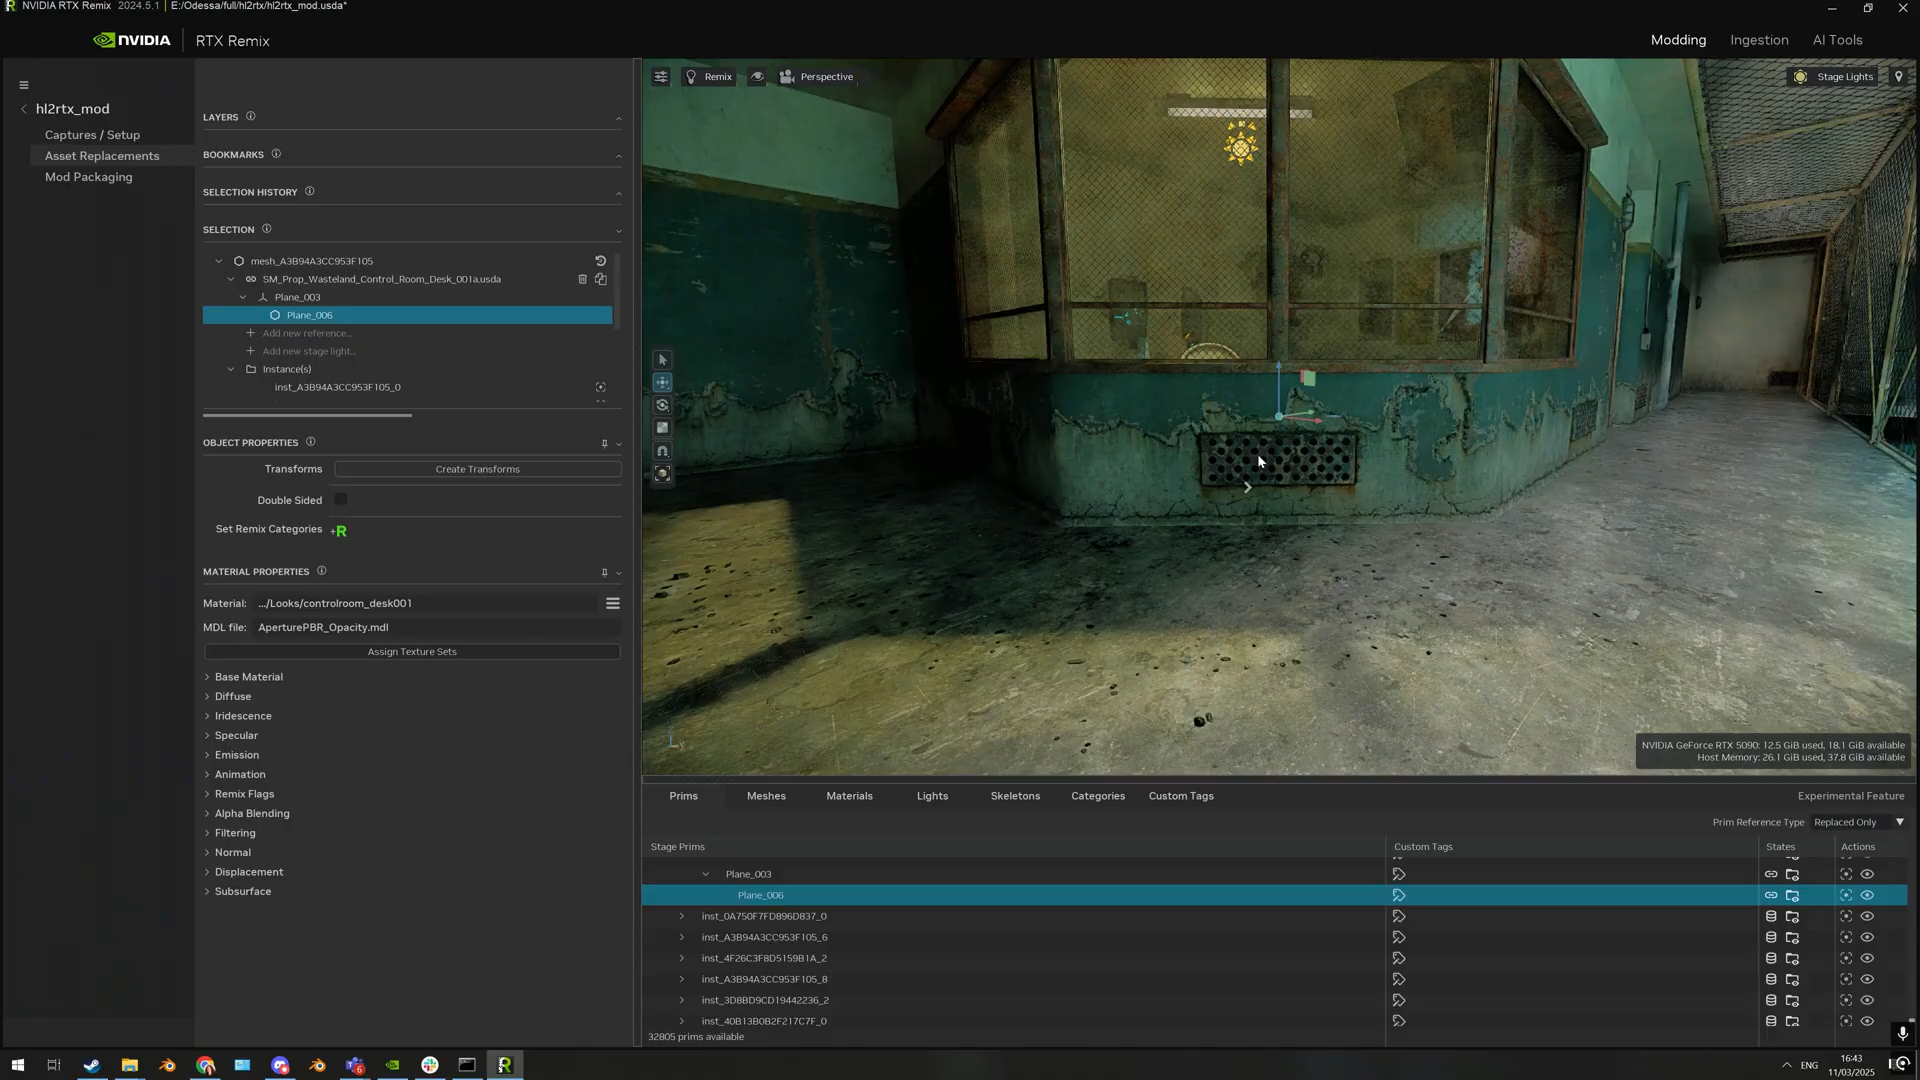 NVIDIA RTX Remix 2024.5.1 | E:/Odessa/full/hl2rtx/hl2rtx_mod.usda*
NVIDIA RTX Remix
Modding Ingestion AI Tools
hl2rtx_mod
Captures / Setup
Asset Replacements
Mod Packaging
LAYERS
BOOKMARKS
SELECTION HISTORY
SELECTION
mesh_A3B94A3CC953F105
SM_Prop_Wasteland_Control_Room_Desk_001a.usda
Plane_003
Plane_006
Add new reference...
Add new stage light...
Instance(s)
inst_A3B94A3CC953F105_0
OBJECT PROPERTIES
Transforms Create Transforms
Double Sided
Set Remix Categories +R
MATERIAL PROPERTIES
Material: .../Looks/controlroom_desk001
MDL file: AperturePBR_Opacity.mdl
Assign Texture Sets
Base Material
Diffuse
Iridescence
Specular
Emission
Animation
Remix Flags
Alpha Blending
Filtering
Normal
Displacement
Subsurface
Remix Perspective Stage Lights
NVIDIA GeForce RTX 5090: 12.5 GiB used, 18.1 GiB available
Host Memory: 26.1 GiB used, 37.8 GiB available
Prims Meshes Materials Lights Skeletons Categories Custom Tags Experimental Feature
Prim Reference Type Replaced Only
Stage Prims Custom Tags States Actions
Plane_003
Plane_006
inst_0A750F7FD896D837_0
inst_A3B94A3CC953F105_6
inst_4F26C3F8D5159B1A_2
inst_A3B94A3CC953F105_8
inst_3D8BD9CD19442236_2
inst_40B13B0B2F217C7F_0
32805 prims available
6
ENG
16:43
11/03/2025